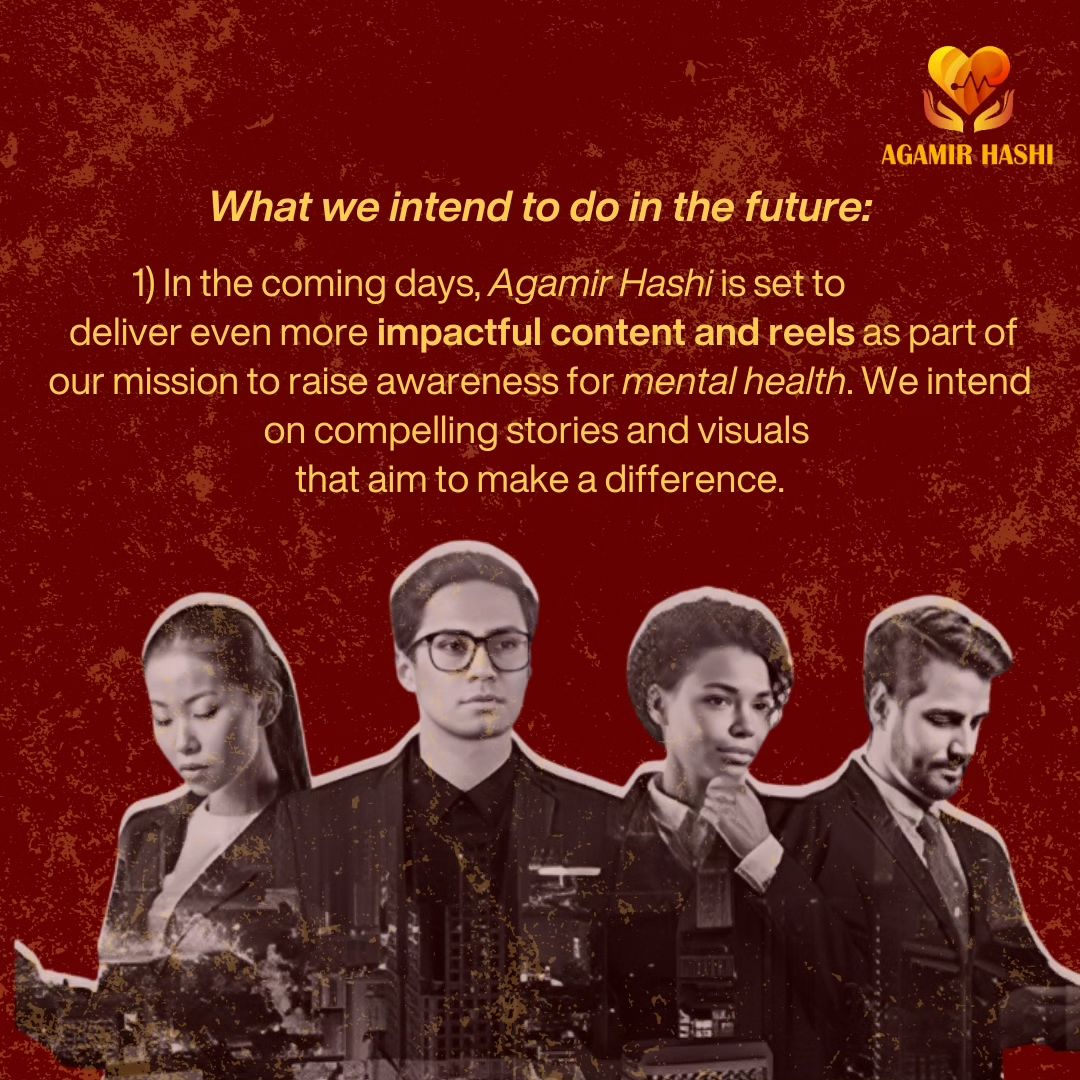 AGAMIR HASHI
What we intend to do in the future:
1) In the coming days, Agamir Hashi is set to
deliver even more impactful content and reels as part of
our mission to raise awareness for mental health. We intend
on compelling stories and visuals
that aim to make a difference.